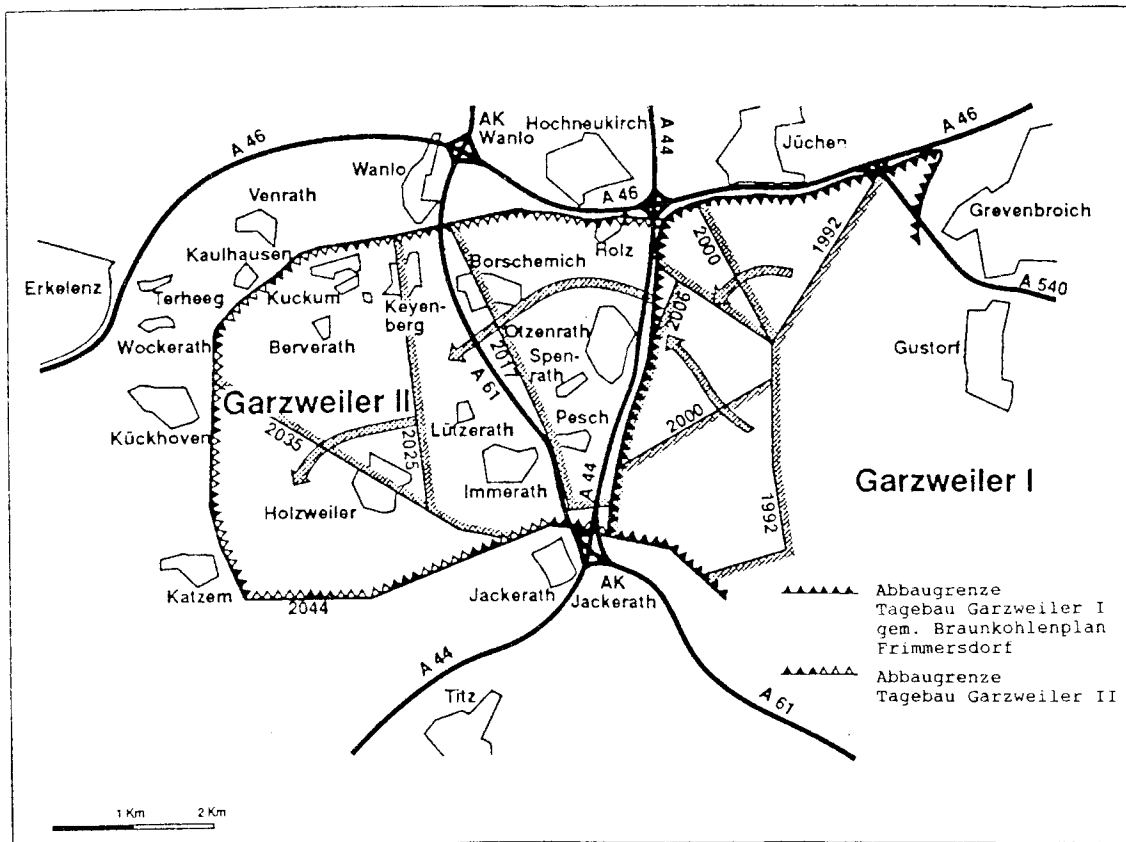 AK
Wanlo
Hochneukirch
A 44
Jüchen
A 46
A 46
Wanlo
Venrath
A 46
Grevenbroich
1992
2000
Holz
Kaulhausen
Borschemich
Erkelenz
Terheeg
Kuckum
Keyen-
berg
A 540
2006
Wockerath
Berverath
Otzenrath
Gustorf
Spen-
rath
2017
A 61
Garzweiler II
Pesch
2000
Kückhoven
2035
2025
Lützerath
Immerath
A 44
Garzweiler I
Holzweiler
1992
Katzem
2044
Jackerath
AK
Jackerath
Abbaugrenze
Tagebau Garzweiler I
gem. Braunkohlenplan
Frimmersdorf
Abbaugrenze
Tagebau Garzweiler II
A 44
Titz
A 61
1 Km
2 Km